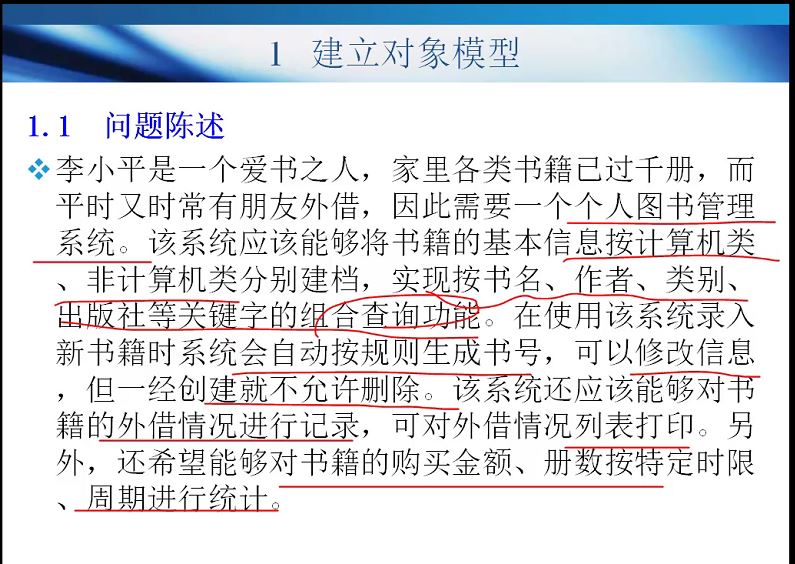 1 建立对象模型
1.1 问题陈述
李小平是一个爱书之人，家里各类书籍已过千册，而
平时又时常有朋友外借，因此需要一个个人图书管理
系统。该系统应该能够将书籍的基本信息按计算机类
、非计算机类分别建档，实现按书名、作者、类别、
出版社等关键字的组合查询功能。在使用该系统录入
新书籍时系统会自动按规则生成书号，可以修改信息
，但一经创建就不允许删除。该系统还应该能够对书
籍的外借情况进行记录，可对外借情况列表打印。另
外，还希望能够对书籍的购买金额、册数按特定时限
、周期进行统计。